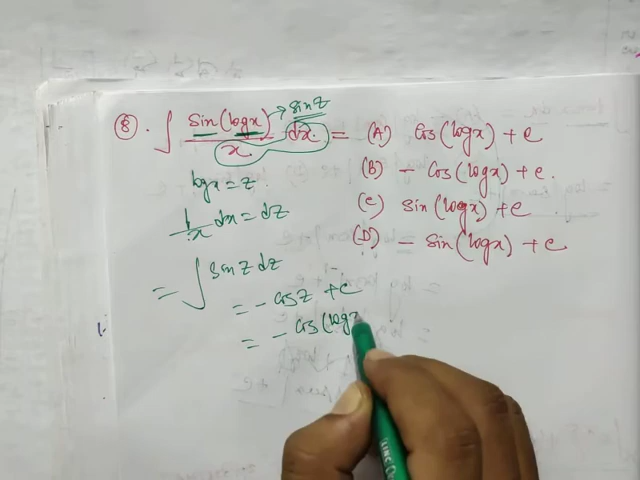 8. ∫ sin(logx)/x dx = (A) Cos(logx) + c
→ sinz
(B) - Cos(logx) + c.
(C) Sin(logx) + c
(D) - Sin(logx) + c
logx = z.
1/x dx = dz
= ∫ sinz dz
= - cosz + c
= - cos(logx